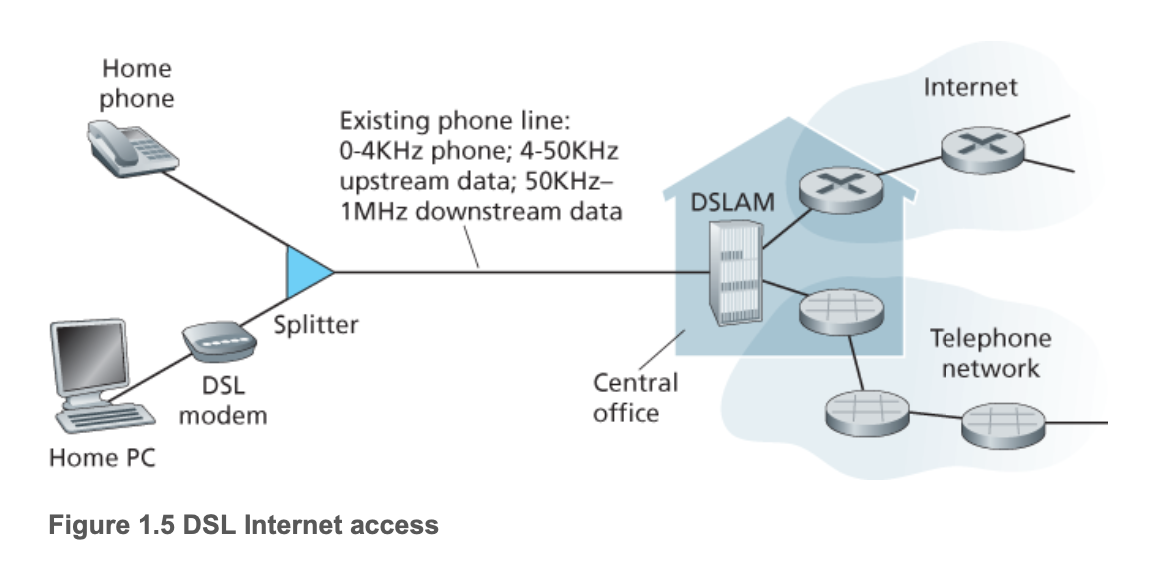 Home
phone
Existing phone line:
0-4KHz phone; 4-50KHz
upstream data; 50KHz–
1MHz downstream data
Internet
DSLAM
Splitter
DSL
modem
Home PC
Central
office
Telephone
network
Figure 1.5 DSL Internet access